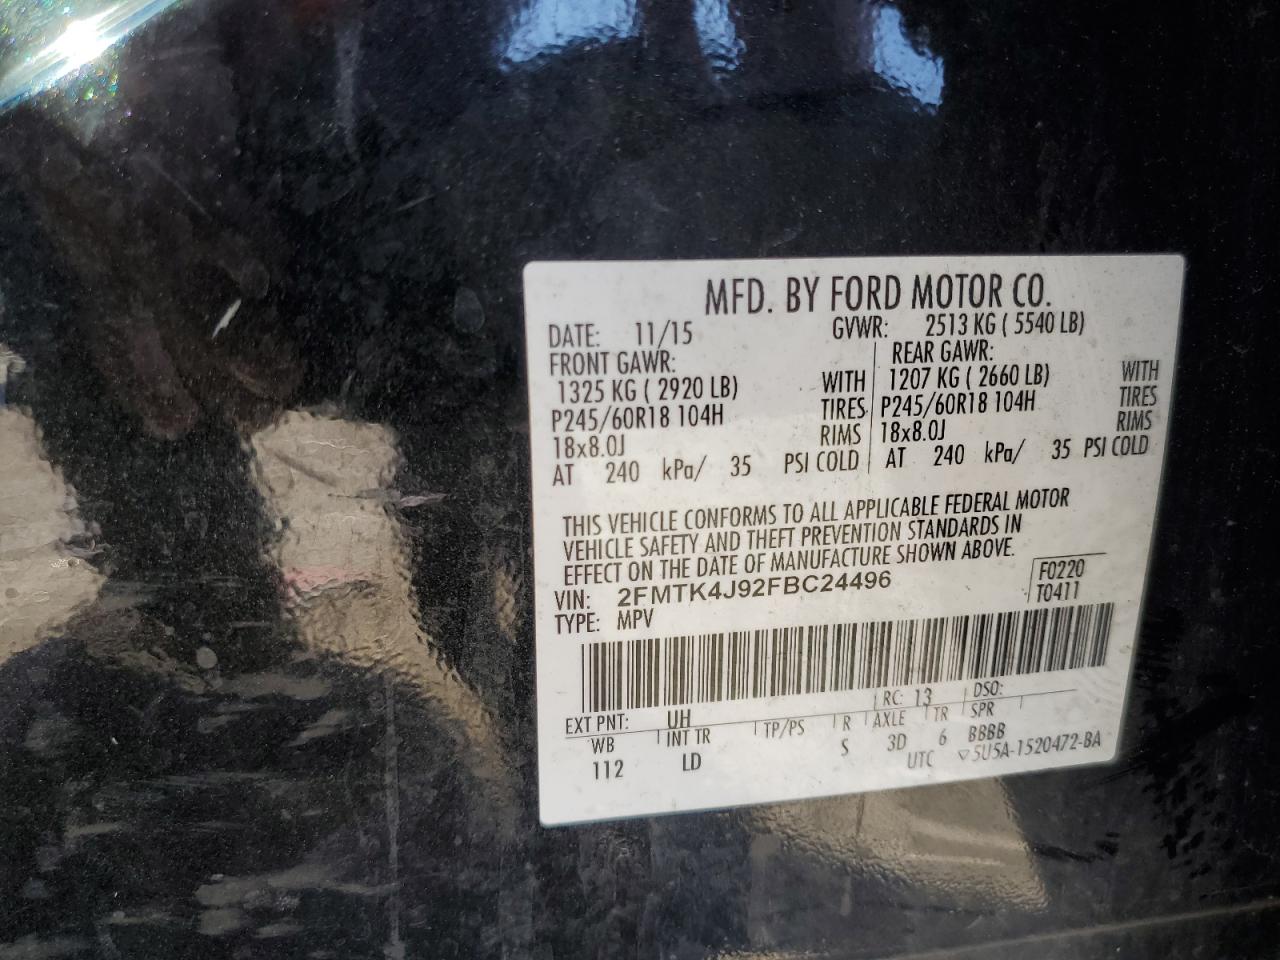 MFD. BY FORD MOTOR CO.
DATE: 11/15 GVWR: 2513 KG ( 5540 LB)
FRONT GAWR: REAR GAWR:
1325 KG ( 2920 LB) WITH 1207 KG ( 2660 LB) WITH
P245/60R18 104H TIRES P245/60R18 104H TIRES
18x8.0J RIMS 18x8.0J RIMS
AT 240 kPa/ 35 PSI COLD AT 240 kPa/ 35 PSI COLD
THIS VEHICLE CONFORMS TO ALL APPLICABLE FEDERAL MOTOR
VEHICLE SAFETY AND THEFT PREVENTION STANDARDS IN
EFFECT ON THE DATE OF MANUFACTURE SHOWN ABOVE.
VIN: 2FMTK4J92FBC24496 F0220
TYPE: MPV T0411
EXT PNT: UH RC: 13 DSO:
WB INT TR TP/PS R AXLE TR SPR
112 LD S 3D 6 BBBB
UTC ▽5U5A-1520472-BA